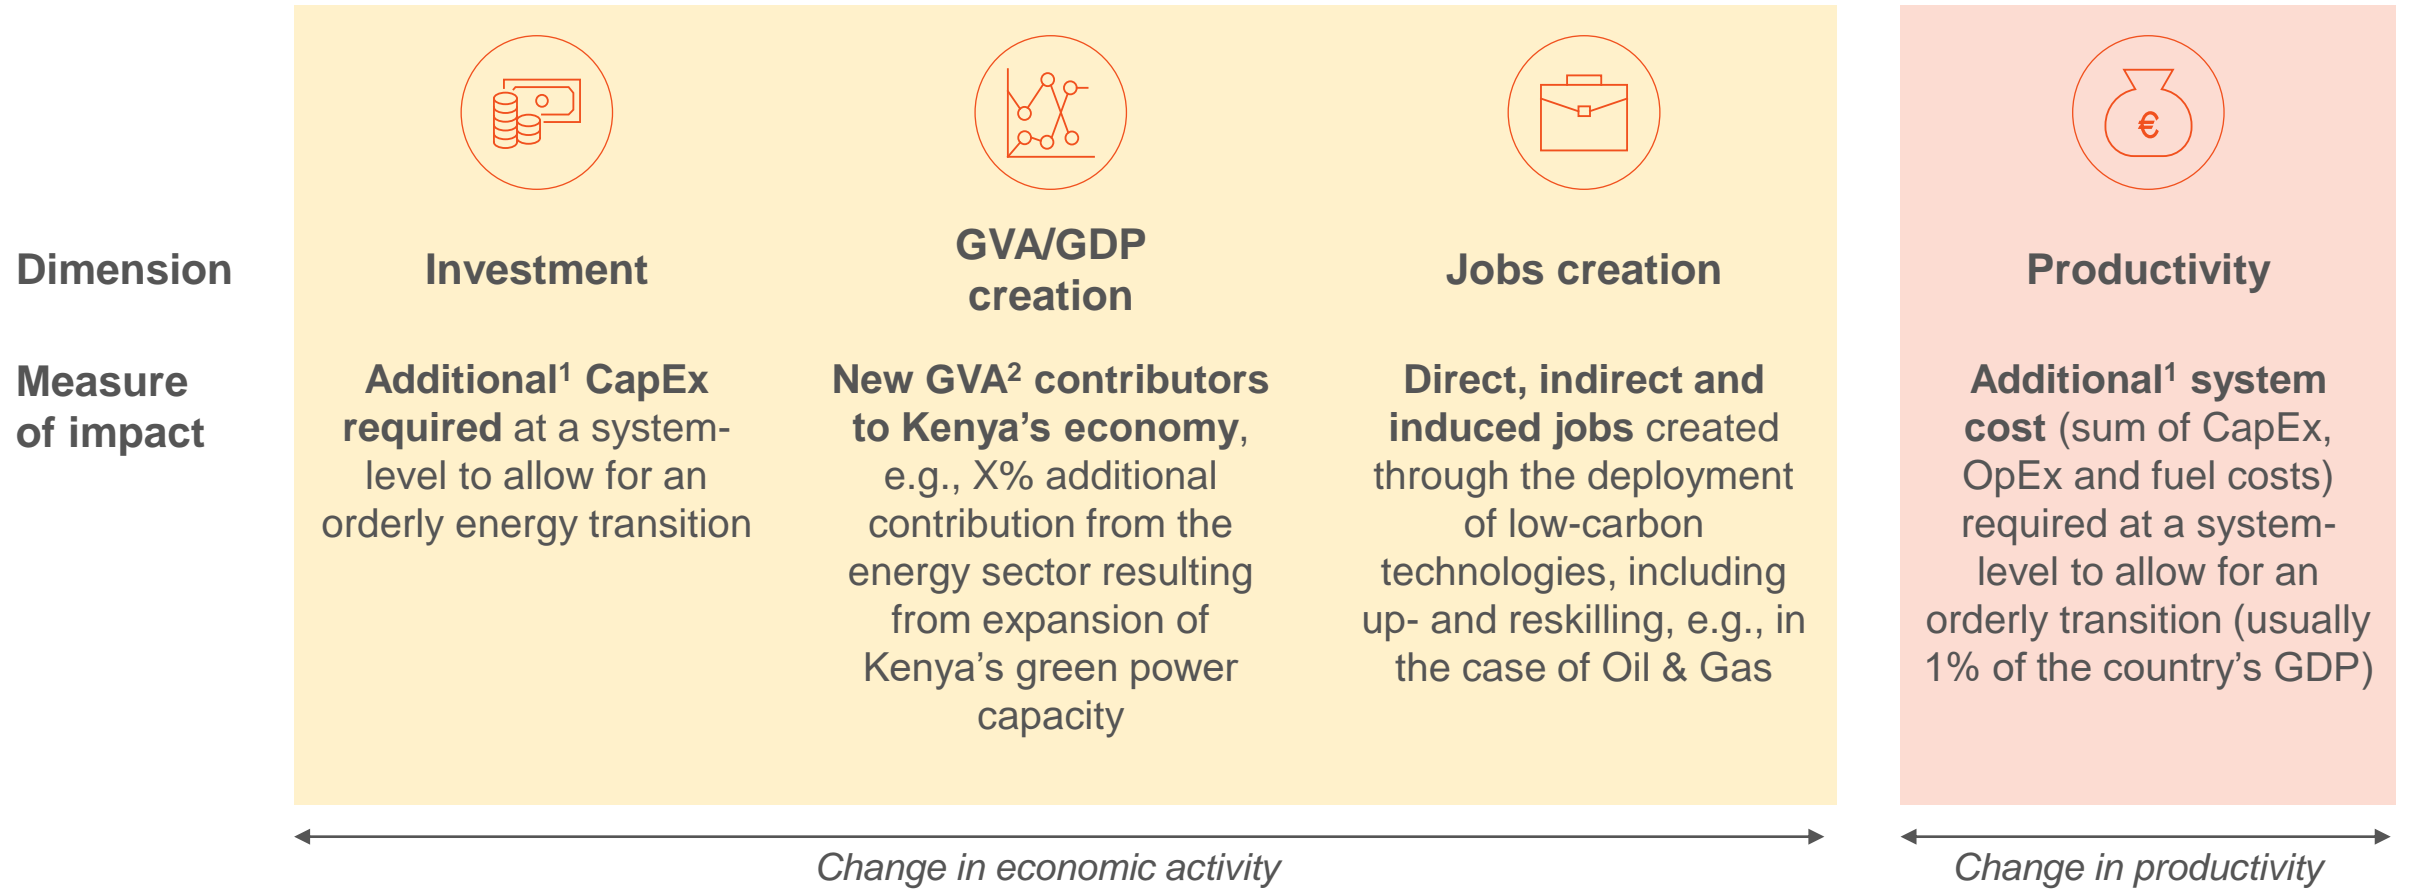 Dimension
Investment
GVA/GDP
creation
Jobs creation
Productivity
Measure
of impact
Additional¹ CapEx
required at a system-
level to allow for an
orderly energy transition
New GVA² contributors
to Kenya’s economy,
e.g., X% additional
contribution from the
energy sector resulting
from expansion of
Kenya’s green power
capacity
Direct, indirect and
induced jobs created
through the deployment
of low-carbon
technologies, including
up- and reskilling, e.g., in
the case of Oil & Gas
€
Additional¹ system
cost (sum of CapEx,
OpEx and fuel costs)
required at a system-
level to allow for an
orderly transition (usually
1% of the country’s GDP)
Change in economic activity
Change in productivity